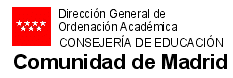 Dirección General de
Ordenación Académica
CONSEJERÍA DE EDUCACIÓN
Comunidad de Madrid